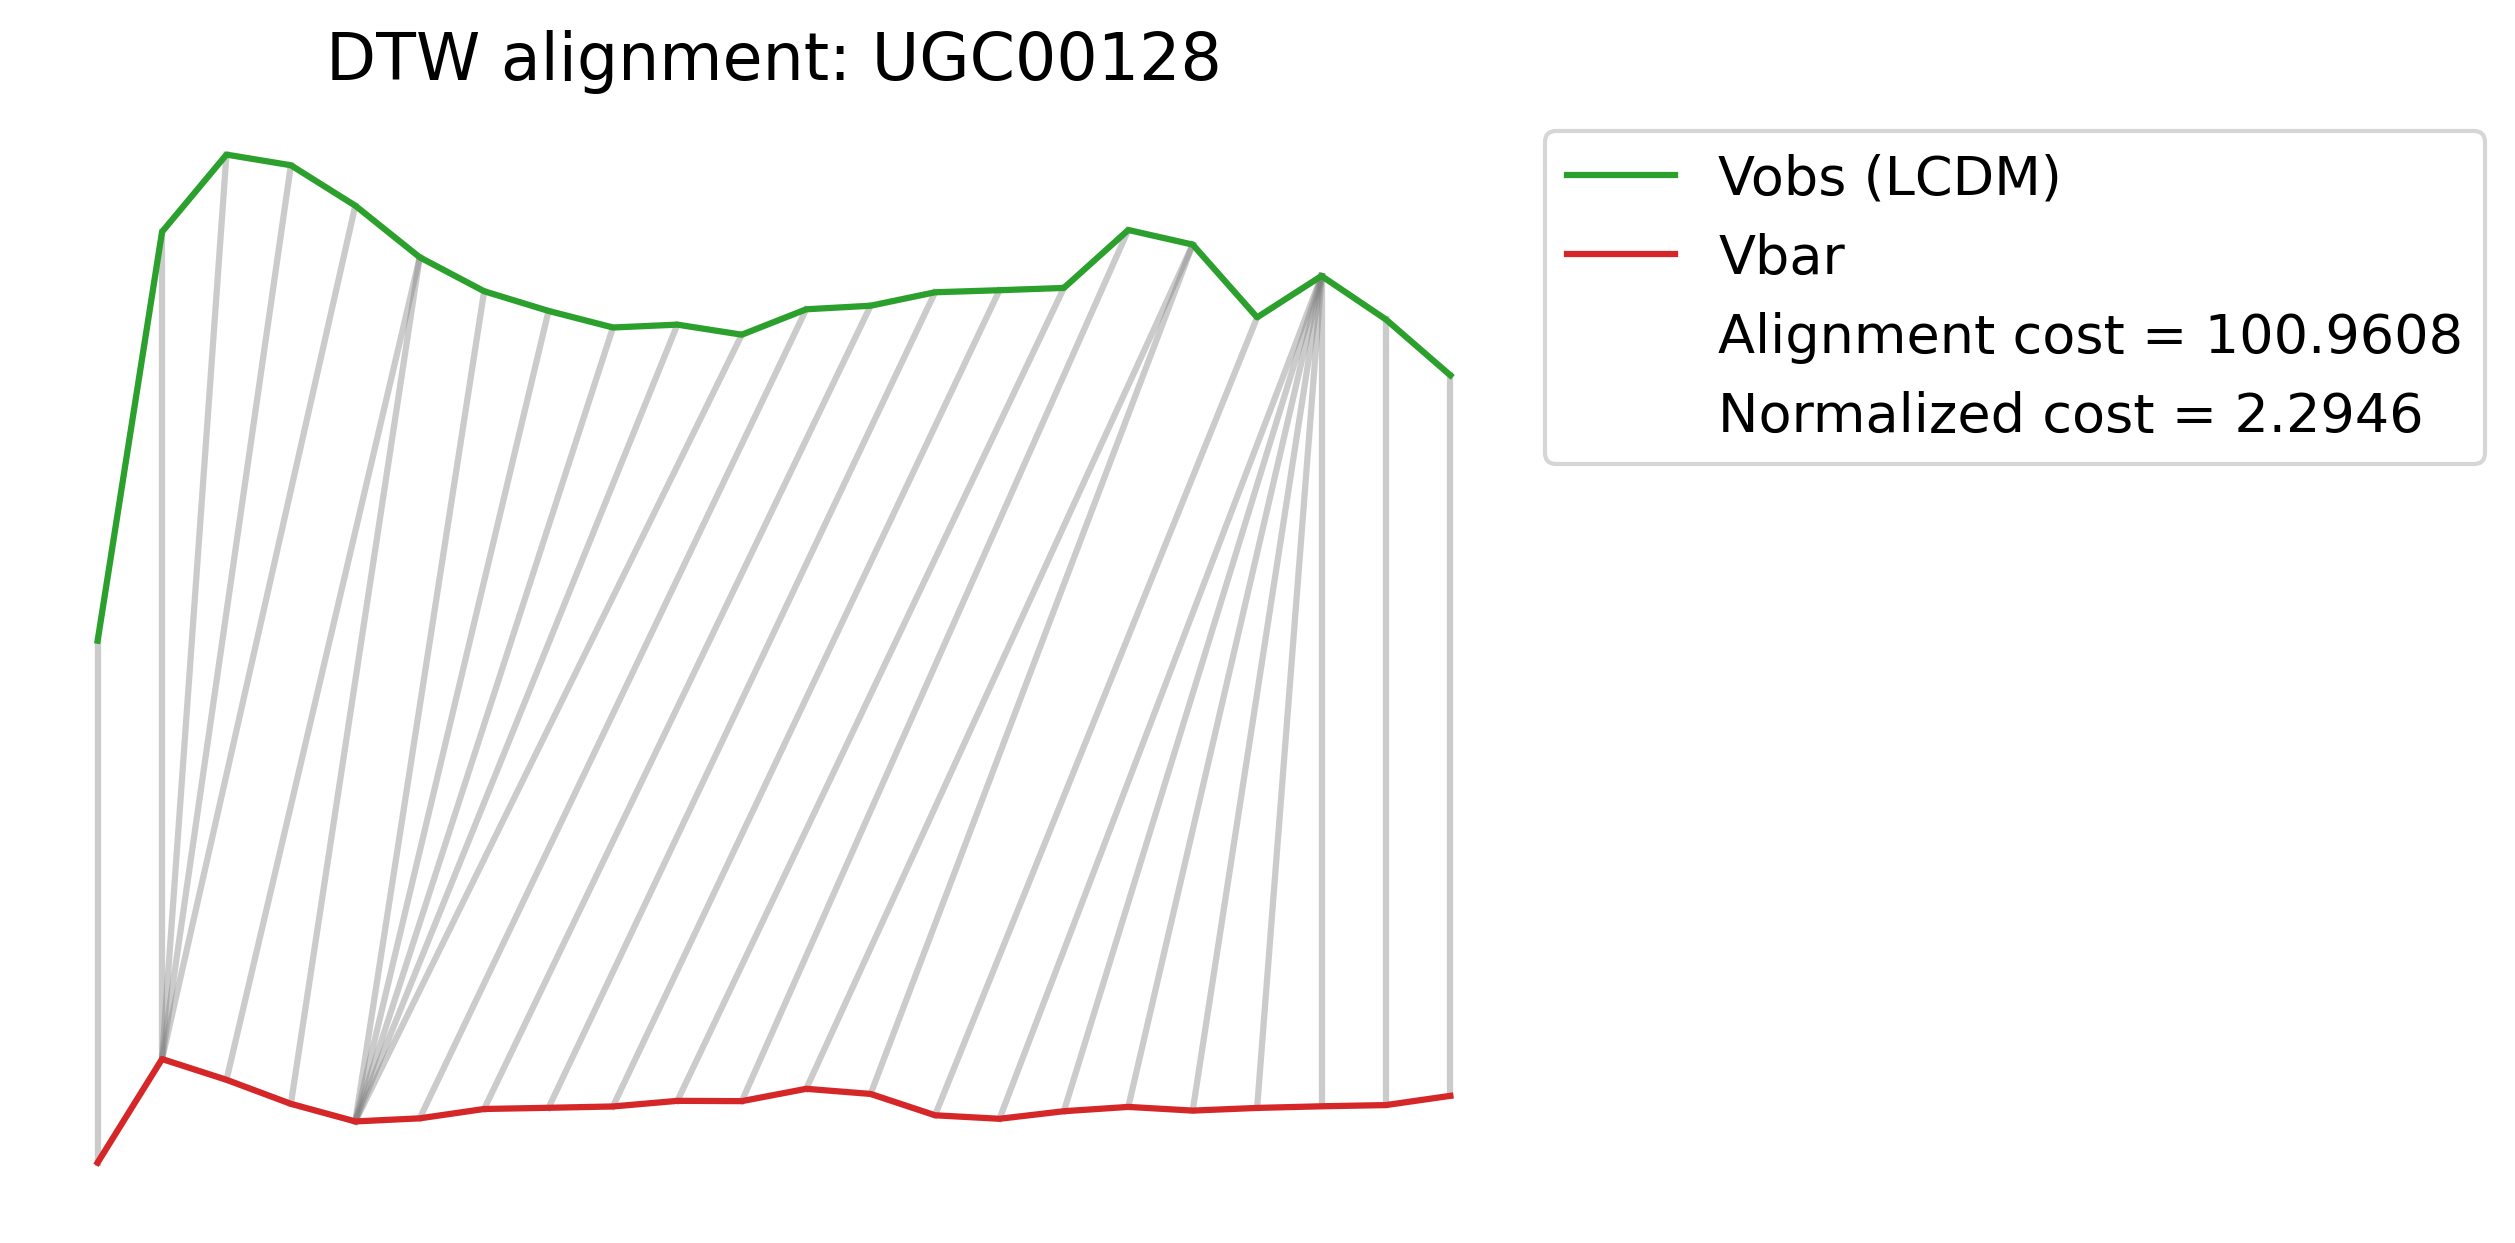 DTW alignment: UGC00128
Vobs (LCDM)
Vbar
Alignment cost = 100.9608
Normalized cost = 2.2946